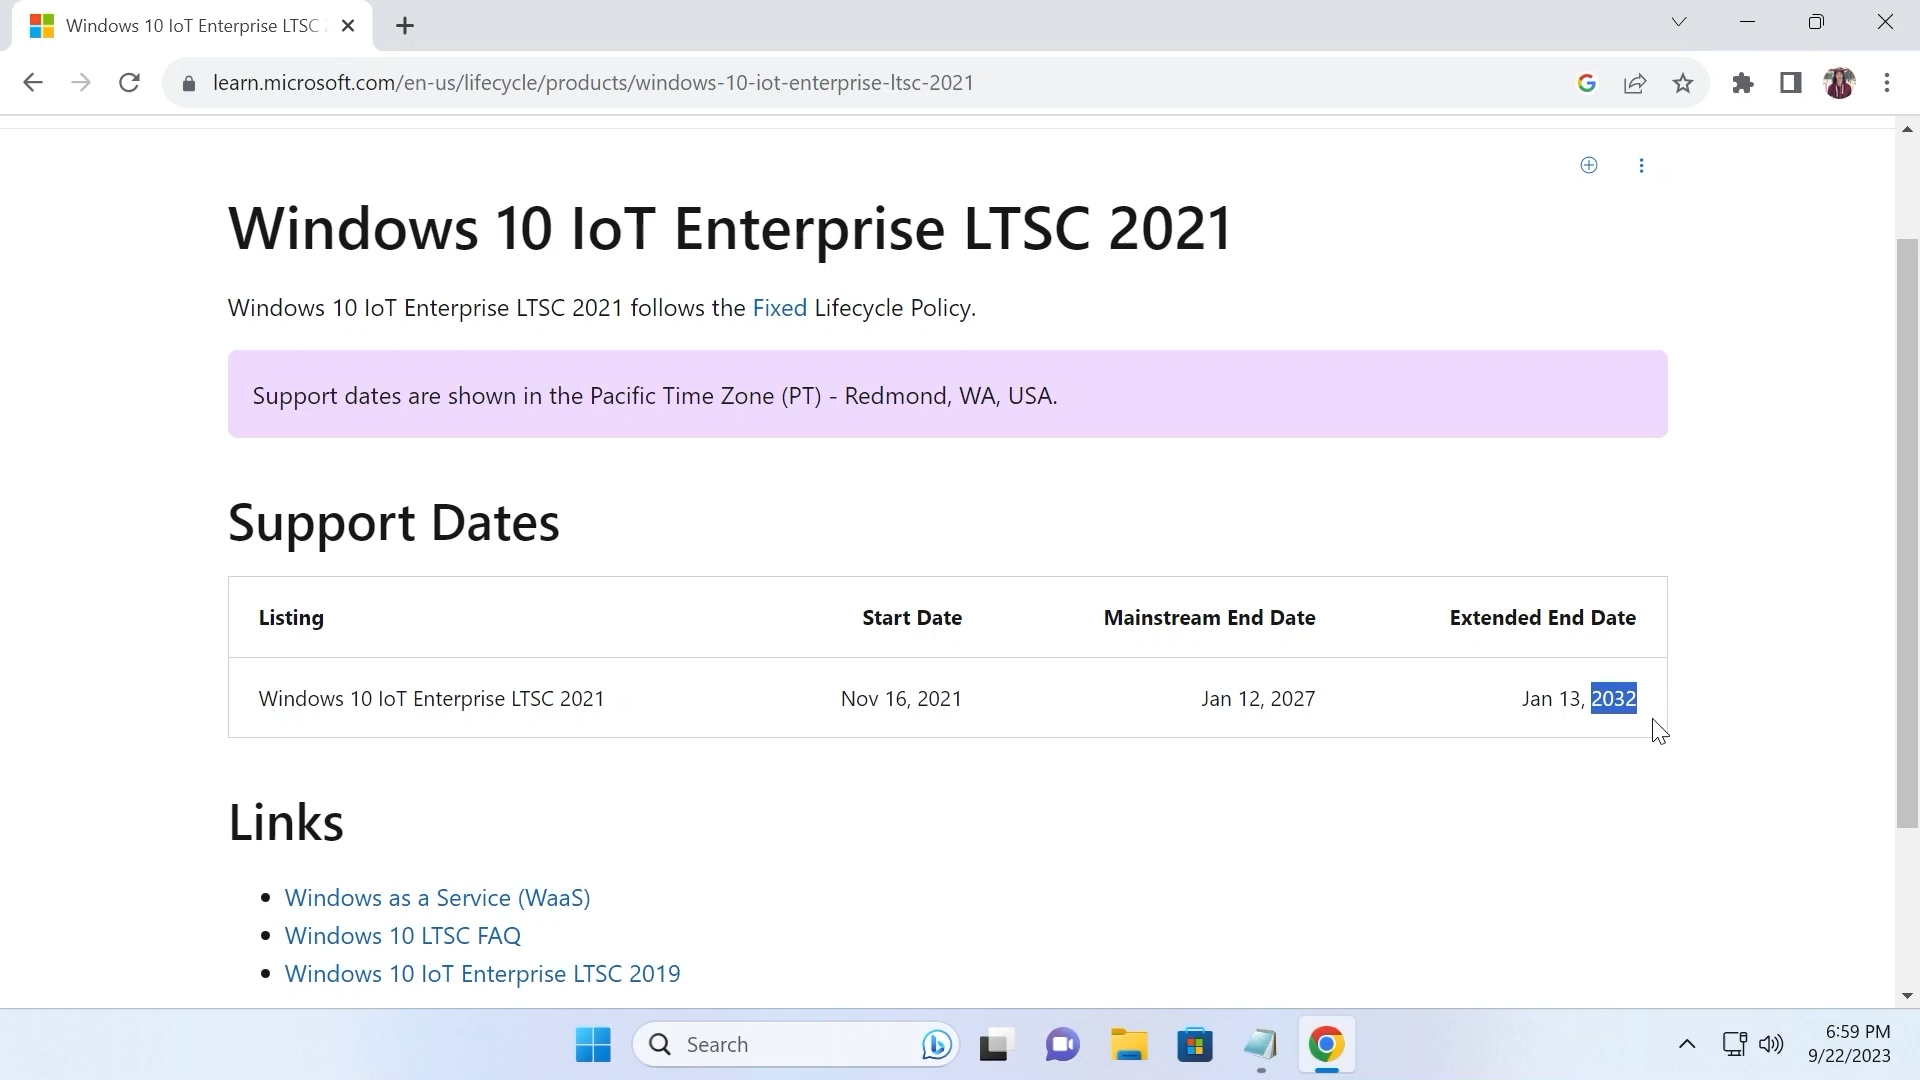 Windows 10 IoT Enterprise LTSC
learn.microsoft.com/en-us/lifecycle/products/windows-10-iot-enterprise-ltsc-2021
Windows 10 IoT Enterprise LTSC 2021
Windows 10 IoT Enterprise LTSC 2021 follows the Fixed Lifecycle Policy.
Support dates are shown in the Pacific Time Zone (PT) - Redmond, WA, USA.
Support Dates
Listing Start Date Mainstream End Date Extended End Date
Windows 10 IoT Enterprise LTSC 2021 Nov 16, 2021 Jan 12, 2027 Jan 13, 2032
Links
Windows as a Service (WaaS)
Windows 10 LTSC FAQ
Windows 10 IoT Enterprise LTSC 2019
Search
6:59 PM
9/22/2023